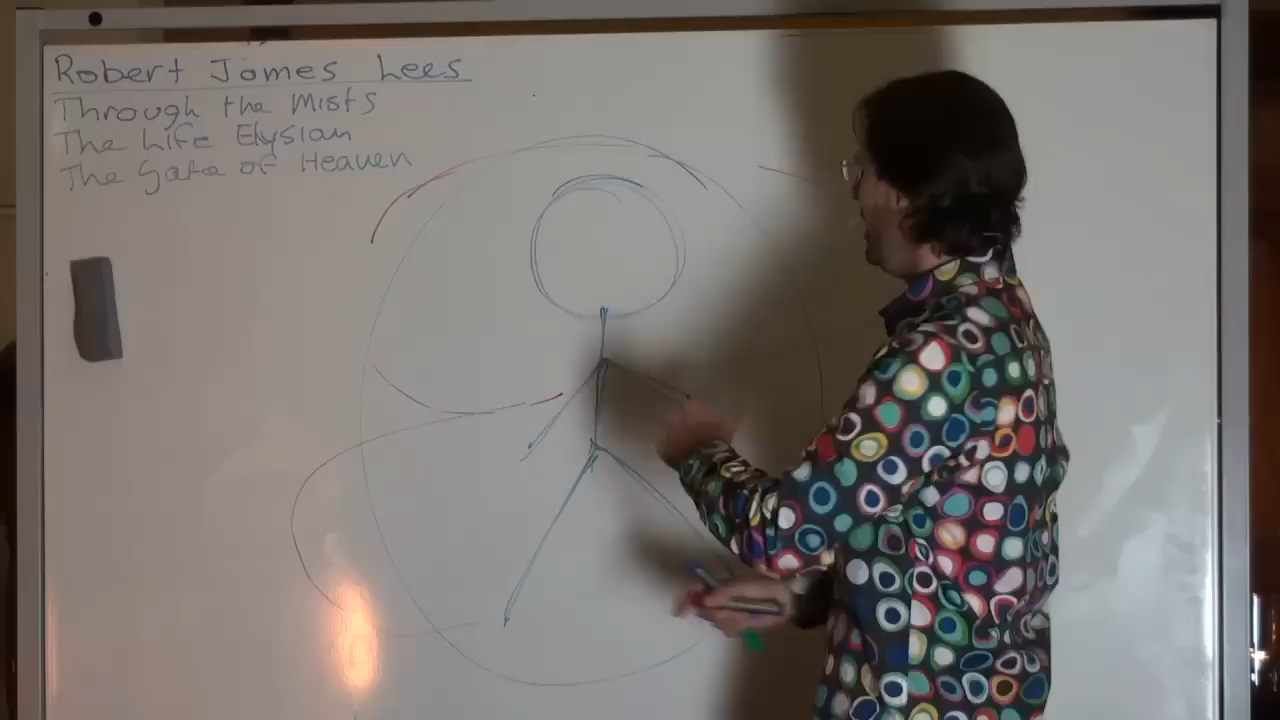 Robert James Lees
Through the Mists
The Life Elysian
The Gate of Heaven